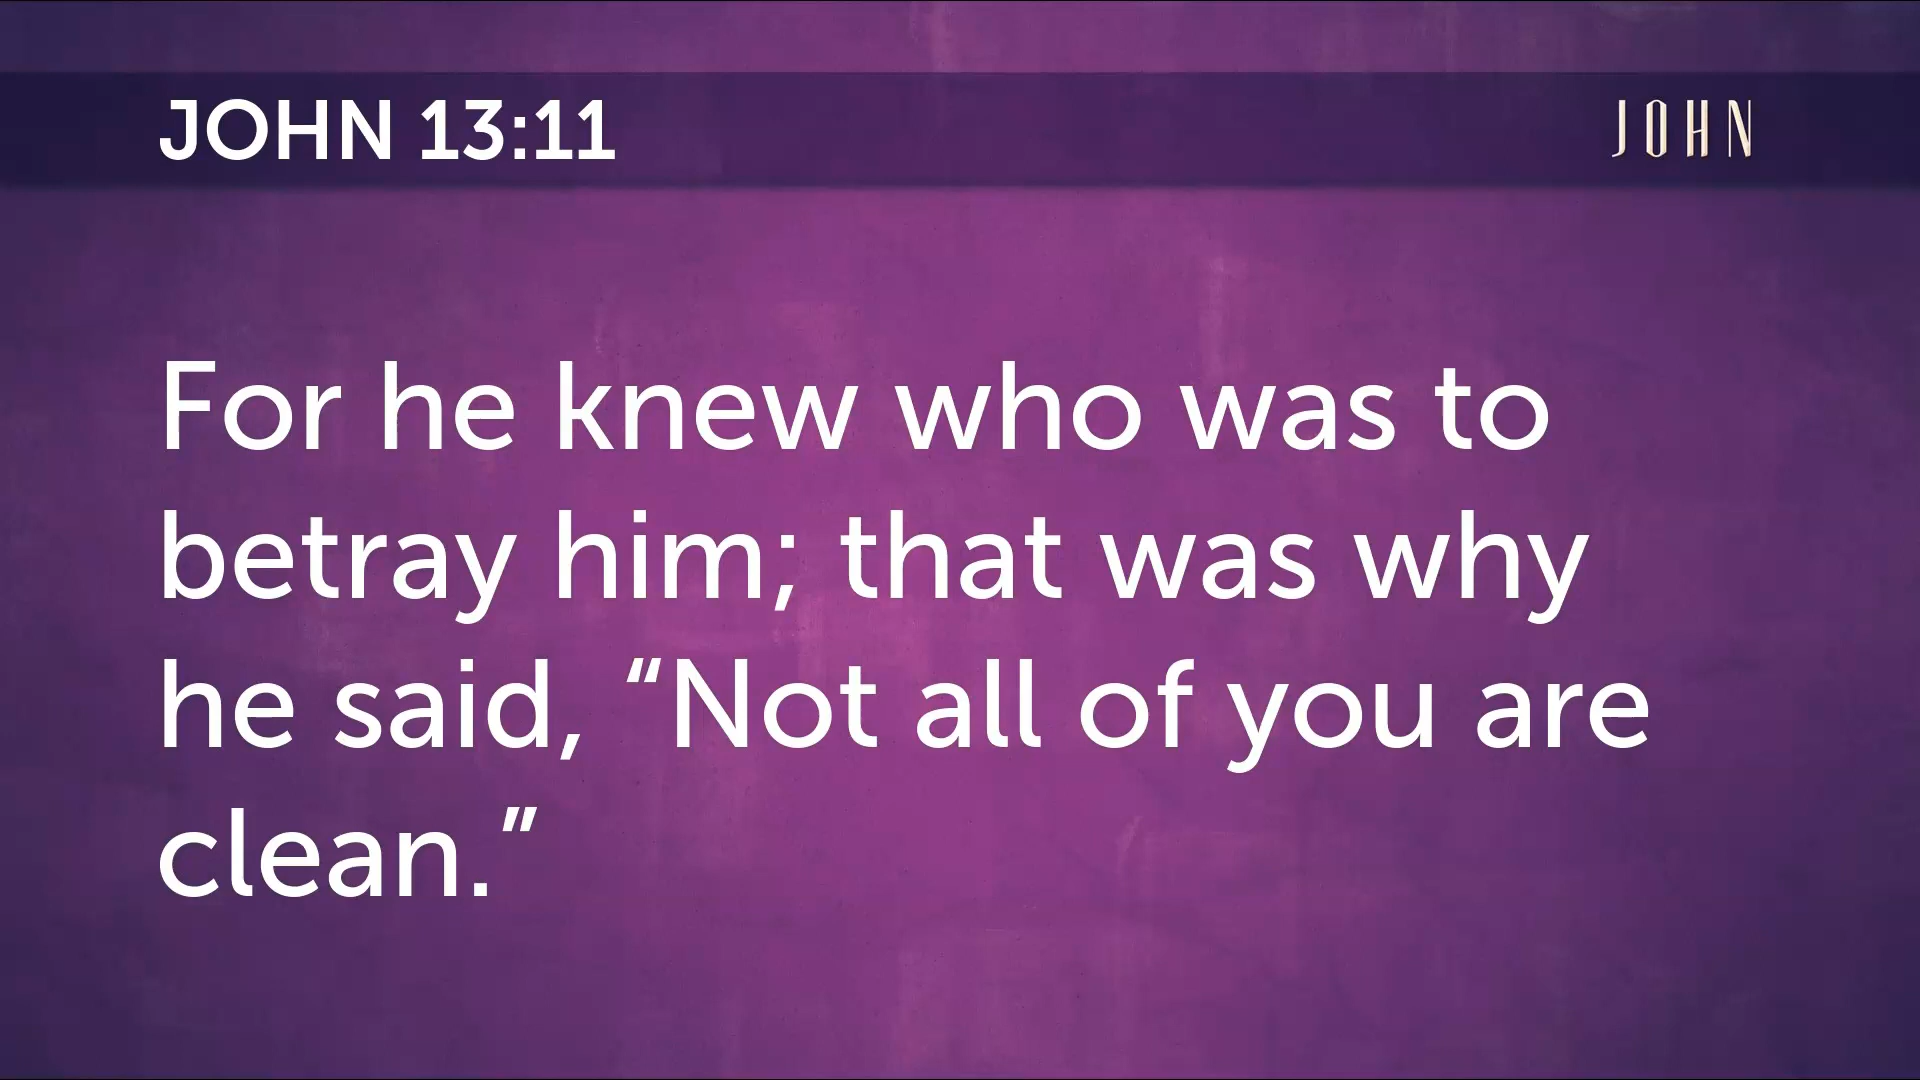 JOHN 13:11
JOHN
For he knew who was to
betray him; that was why
he said, “Not all of you are
clean.”